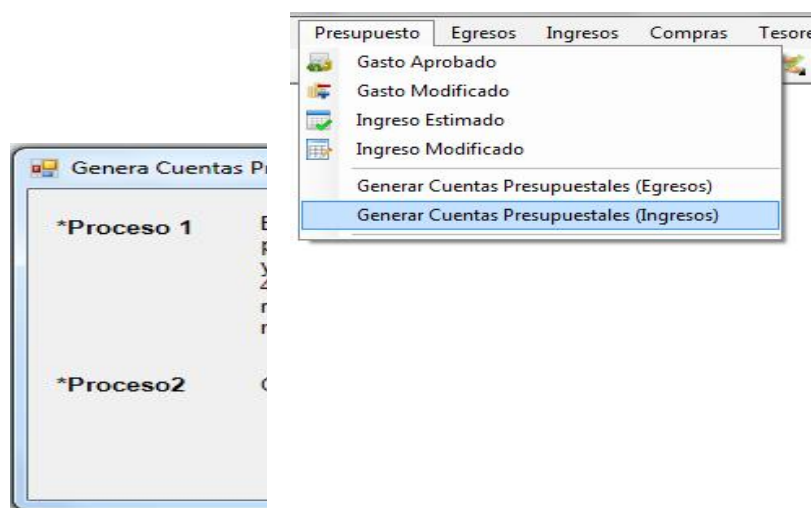 Presupuesto Egresos Ingresos Compras Tesore
Gasto Aprobado
Gasto Modificado
Ingreso Estimado
Ingreso Modificado
Generar Cuentas Presupuestales (Egresos)
Generar Cuentas Presupuestales (Ingresos)
Genera Cuentas P
*Proceso 1
*Proceso2